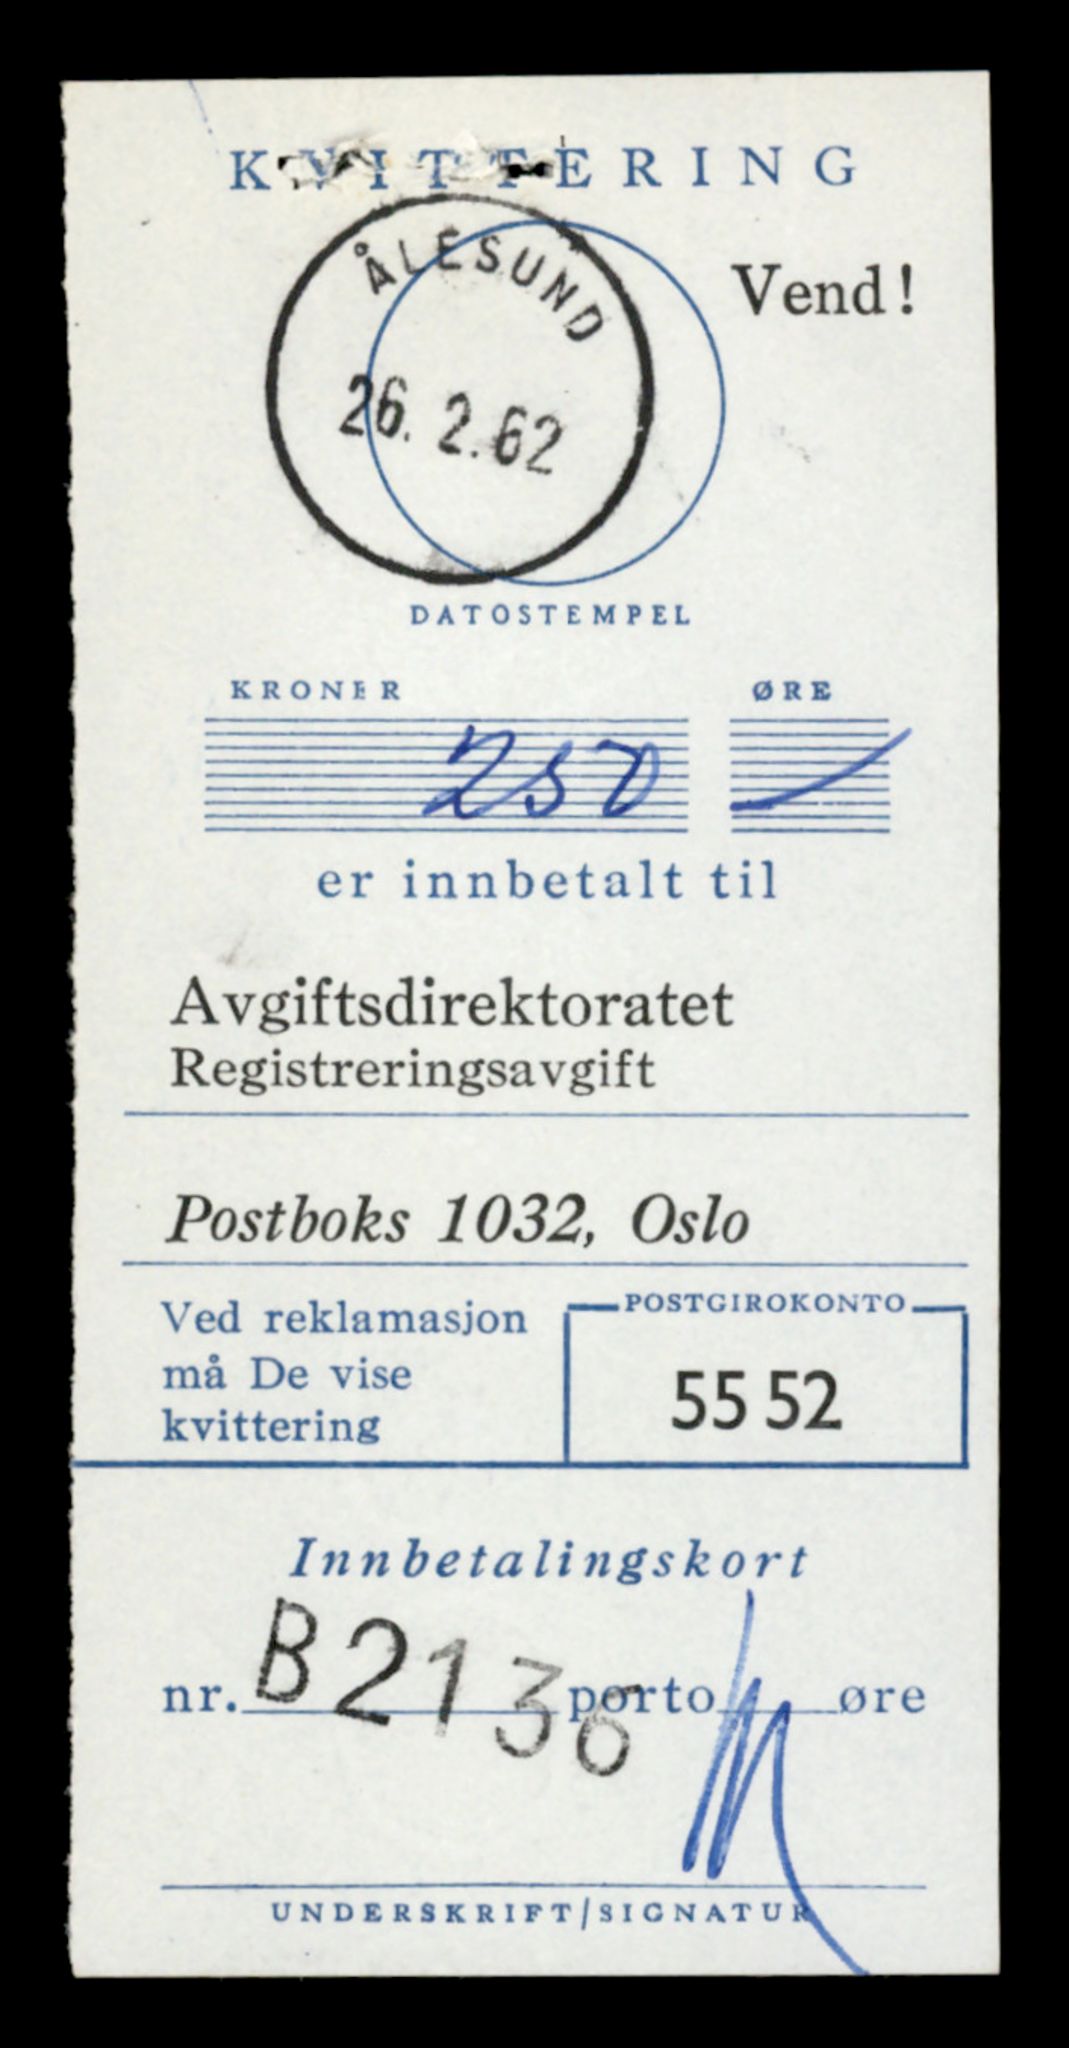 KVITTERING
ÅLESUND
Vend!
26. 2. 62
DATOSTEMPEL
KRONER ØRE
250 —
er innbetalt til
Avgiftsdirektoratet
Registreringsavgift
Postboks 1032, Oslo
Ved reklamasjon
må De vise
kvittering
POSTGIROKONTO
55 52
Innbetalingskort
nr. B2136 porto øre
UNDERSKRIFT/SIGNATUR